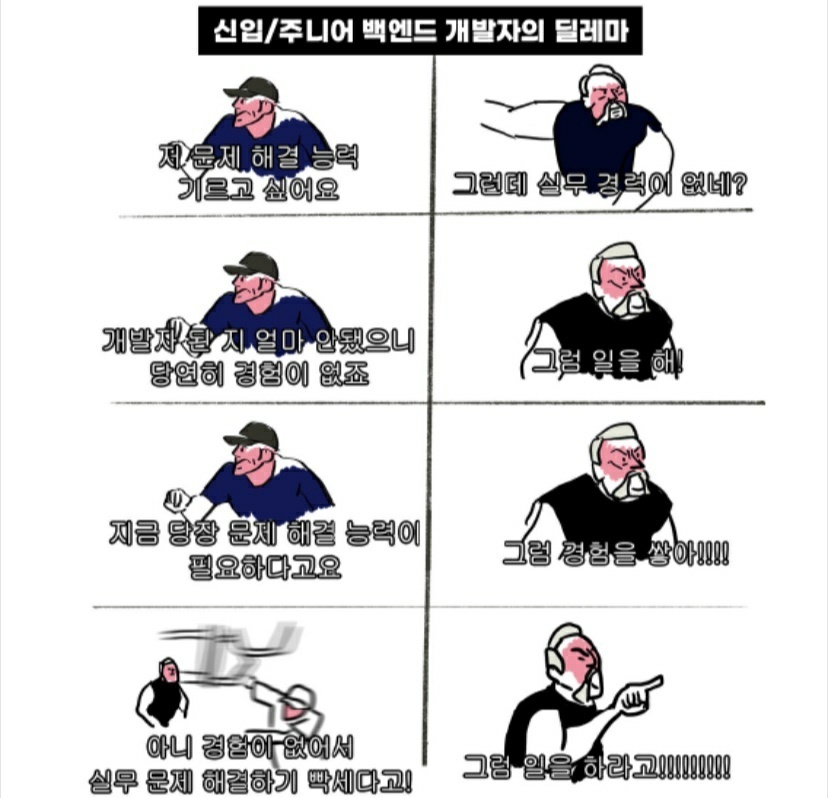 신입/주니어 백엔드 개발자의 딜레마
저 문제 해결 능력
기르고 싶어요
그런데 실무 경력이 없네?
개발자 된 지 얼마 안됐으니
당연히 경험이 없죠
그럼 일을 해!
지금 당장 문제 해결 능력이
필요하다고요
그럼 경험을 쌓아!!!!
아니 경험이 없어서
실무 문제 해결하기 빡세다고!
그럼 일을 하라고!!!!!!!!!